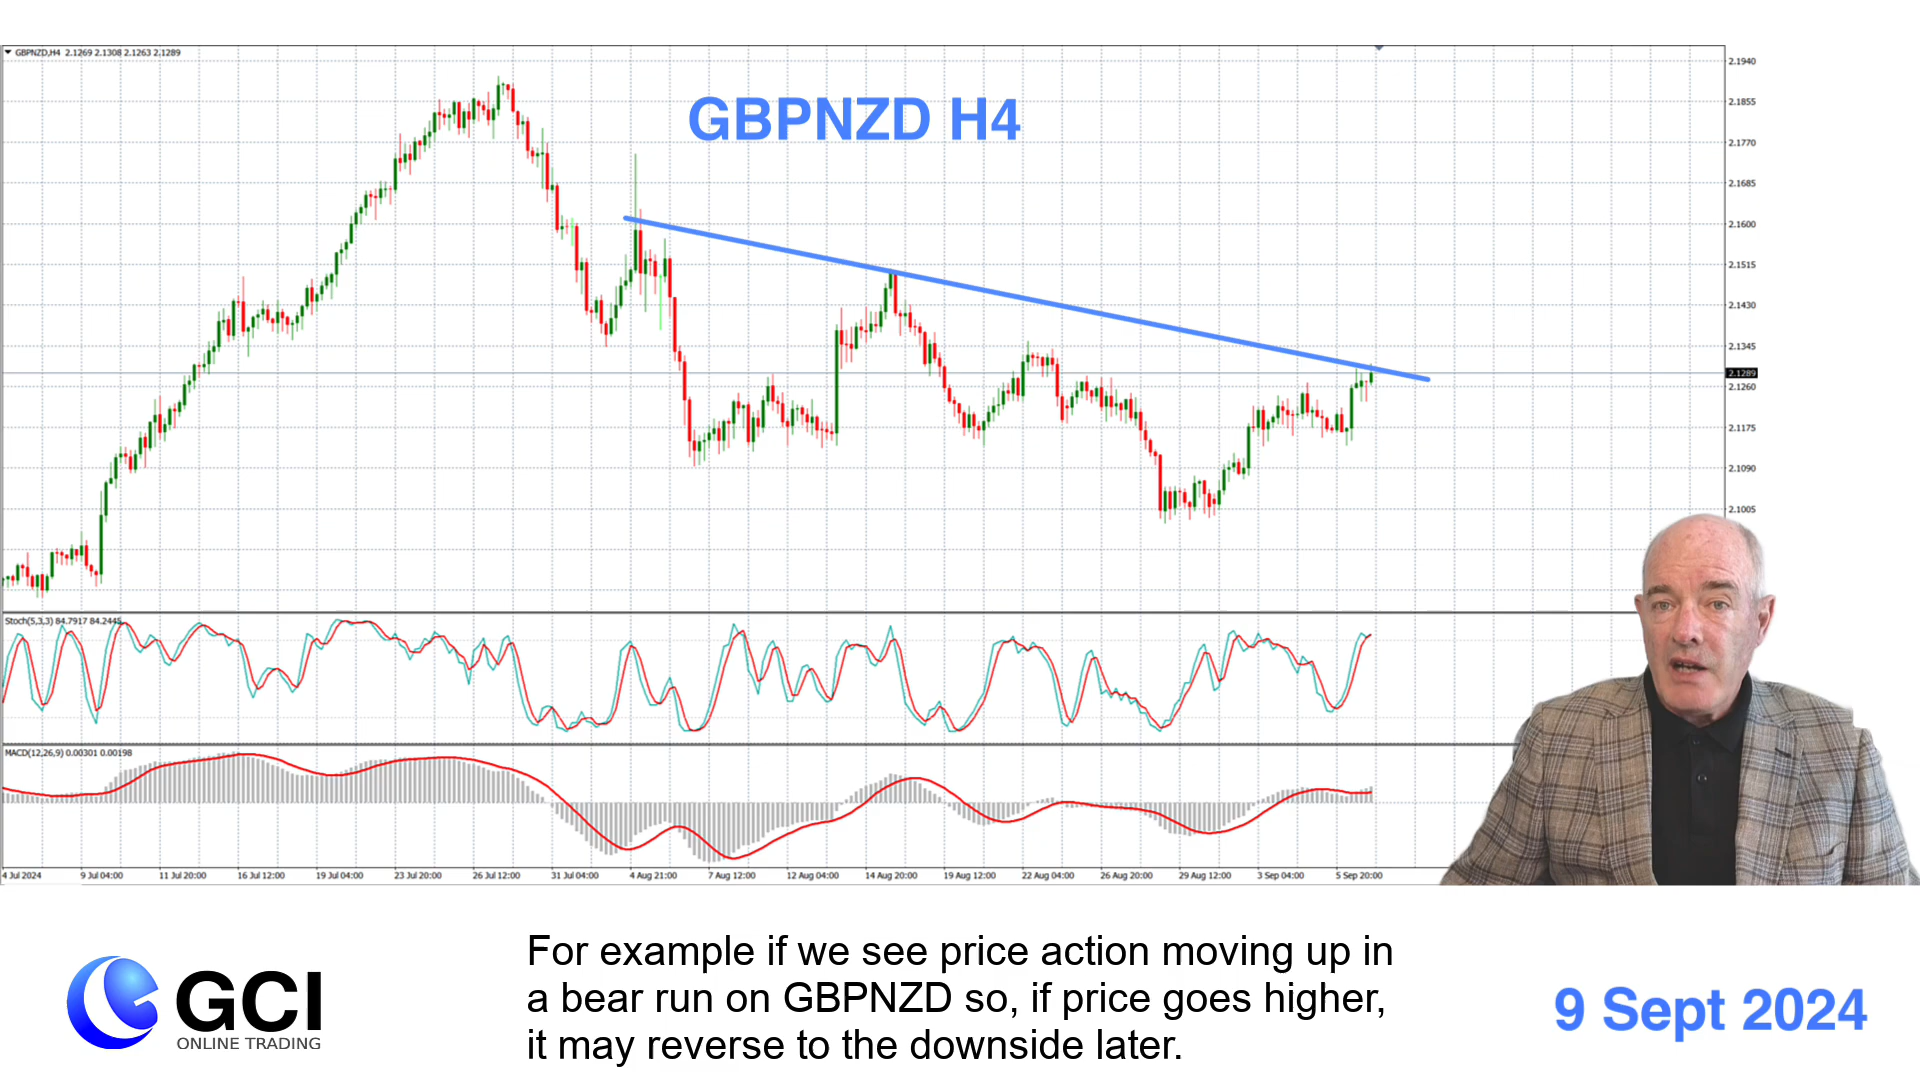 GBPNZD,H4 2.1269 2.1308 2.1263 2.1289
GBPNZD H4
2.1940
2.1855
2.1770
2.1685
2.1600
2.1515
2.1430
2.1345
2.1289
2.1260
2.1175
2.1090
2.1005
Stoch(5,3,3) 84.7917 84.2445
MACD(12,26,9) 0.00301 0.00198
4 Jul 2024 9 Jul 04:00 11 Jul 20:00 16 Jul 12:00 19 Jul 04:00 23 Jul 20:00 26 Jul 12:00 31 Jul 04:00 4 Aug 21:00 7 Aug 12:00 12 Aug 04:00 14 Aug 20:00 19 Aug 12:00 22 Aug 04:00 26 Aug 20:00 29 Aug 12:00 3 Sep 04:00 5 Sep 20:00
For example if we see price action moving up in
a bear run on GBPNZD so, if price goes higher,
it may reverse to the downside later.
GCI
ONLINE TRADING
9 Sept 2024